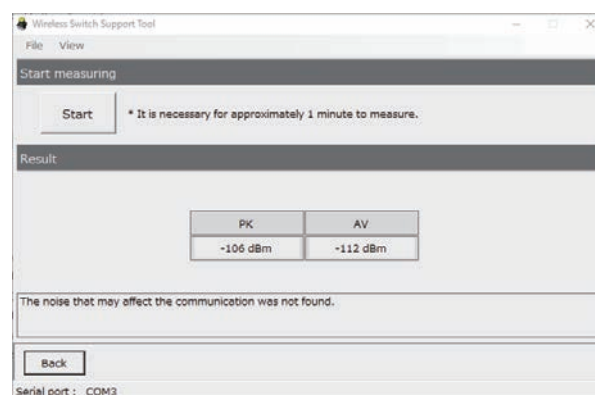 Wireless Switch Support Tool
File View
Start measuring
Start * It is necessary for approximately 1 minute to measure.
Result
PK AV
-106 dBm -112 dBm
The noise that may affect the communication was not found.
Back
Serial port : COM3